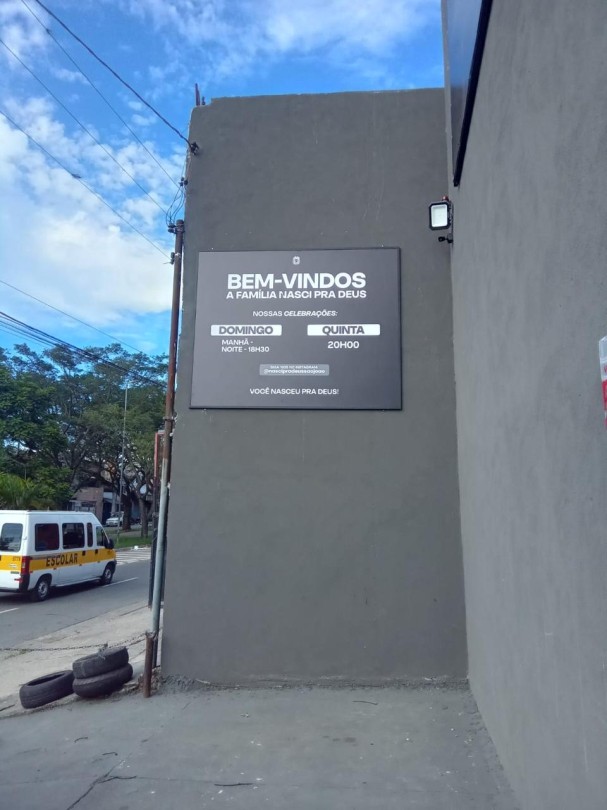 BEM-VINDOS
A FAMÍLIA NASCI PRA DEUS
NOSSAS CELEBRAÇÕES:
DOMINGO
MANHÃ -
NOITE - 18H30
QUINTA
20H00
VOCÊ NASCEU PRA DEUS!
ESCOLAR